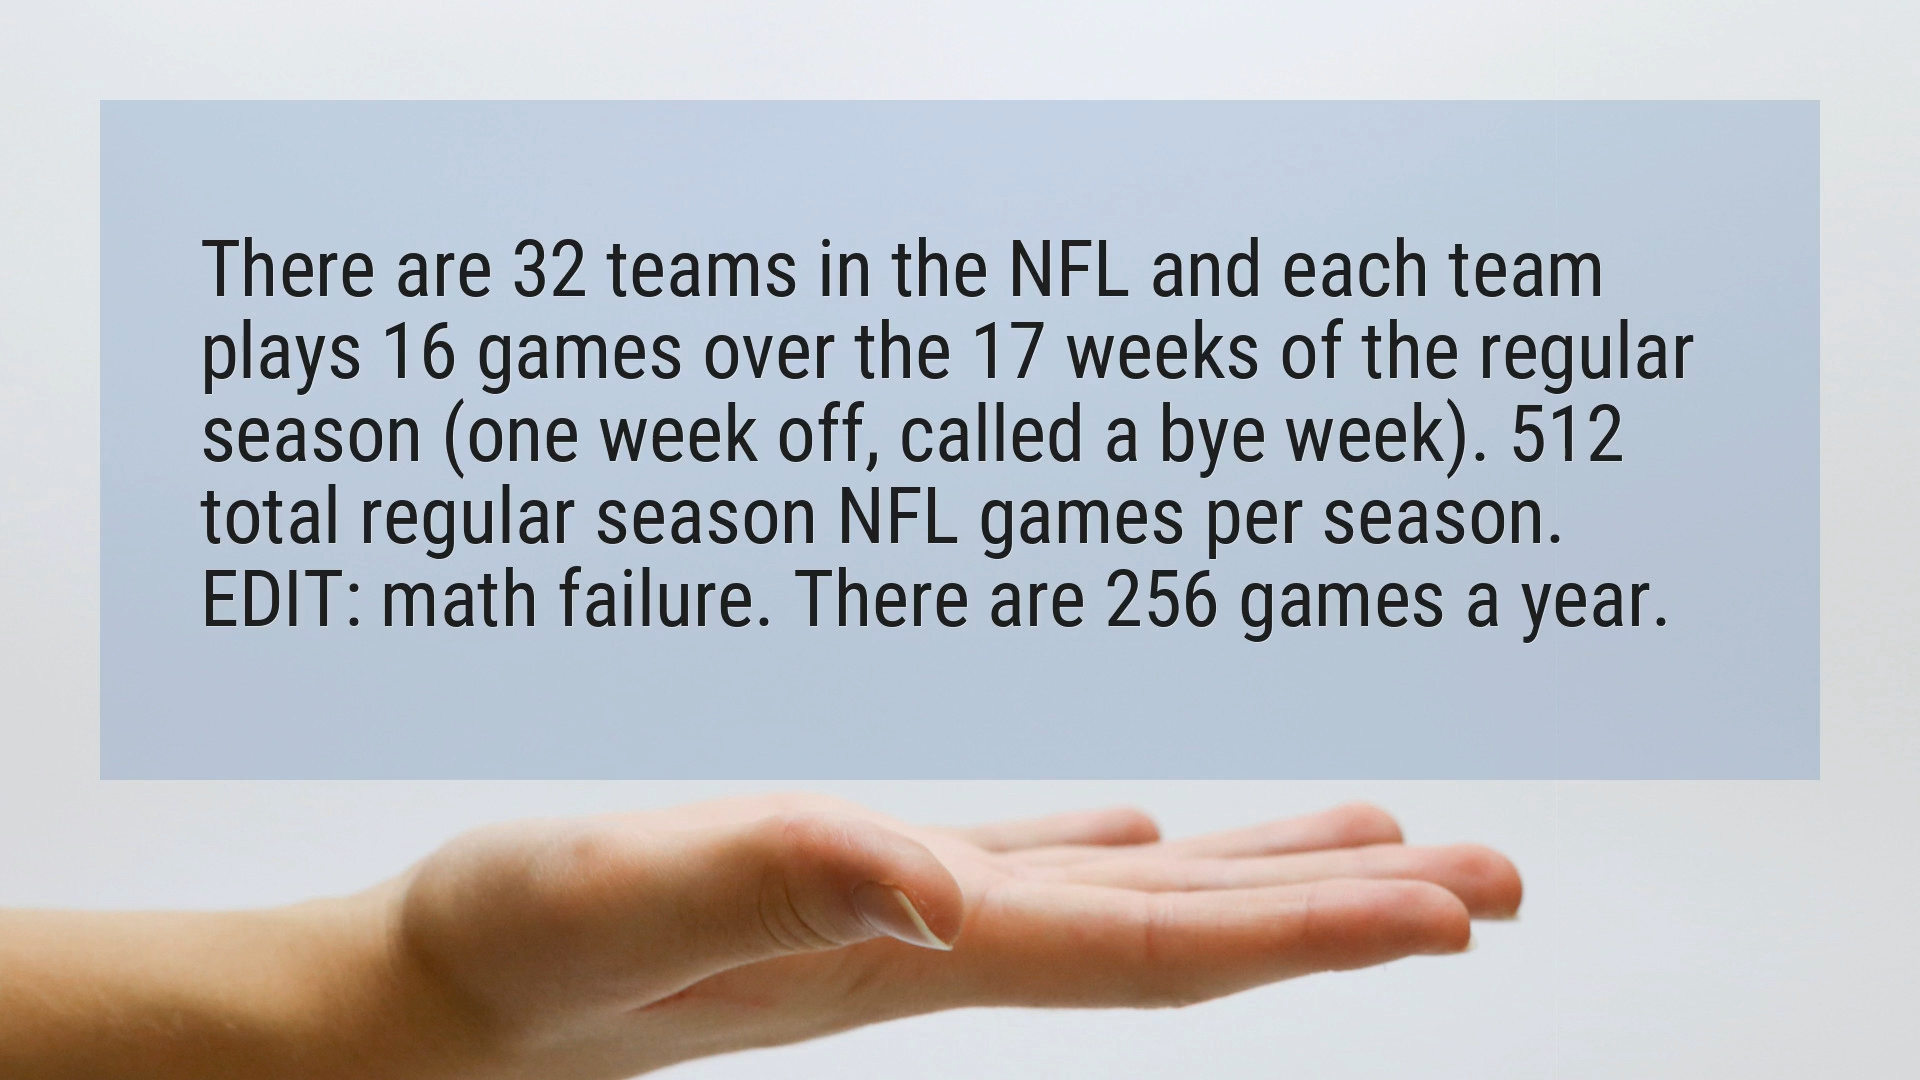 There are 32 teams in the NFL and each team
plays 16 games over the 17 weeks of the regular
season (one week off, called a bye week). 512
total regular season NFL games per season.
EDIT: math failure. There are 256 games a year.